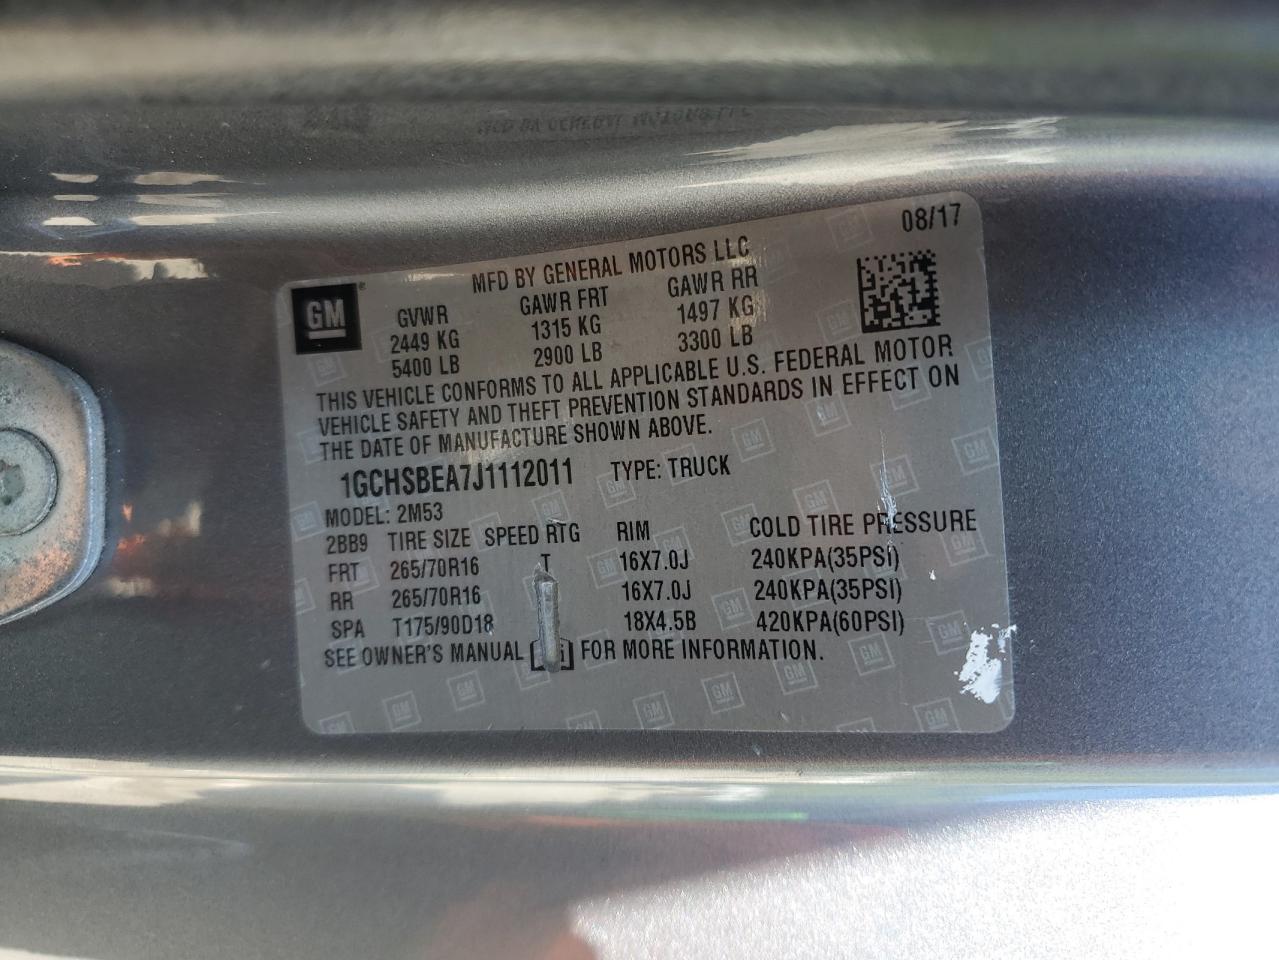 08/17
MFD BY GENERAL MOTORS LLC
GM
GVWR GAWR FRT GAWR RR
2449 KG 1315 KG 1497 KG
5400 LB 2900 LB 3300 LB
THIS VEHICLE CONFORMS TO ALL APPLICABLE U.S. FEDERAL MOTOR
VEHICLE SAFETY AND THEFT PREVENTION STANDARDS IN EFFECT ON
THE DATE OF MANUFACTURE SHOWN ABOVE.
1GCHSBEA7J1112011 TYPE: TRUCK
MODEL: 2M53
2BB9 TIRE SIZE SPEED RTG RIM COLD TIRE PRESSURE
FRT 265/70R16 T 16X7.0J 240KPA(35PSI)
RR 265/70R16 16X7.0J 240KPA(35PSI)
SPA T175/90D18 18X4.5B 420KPA(60PSI)
SEE OWNER'S MANUAL FOR MORE INFORMATION.